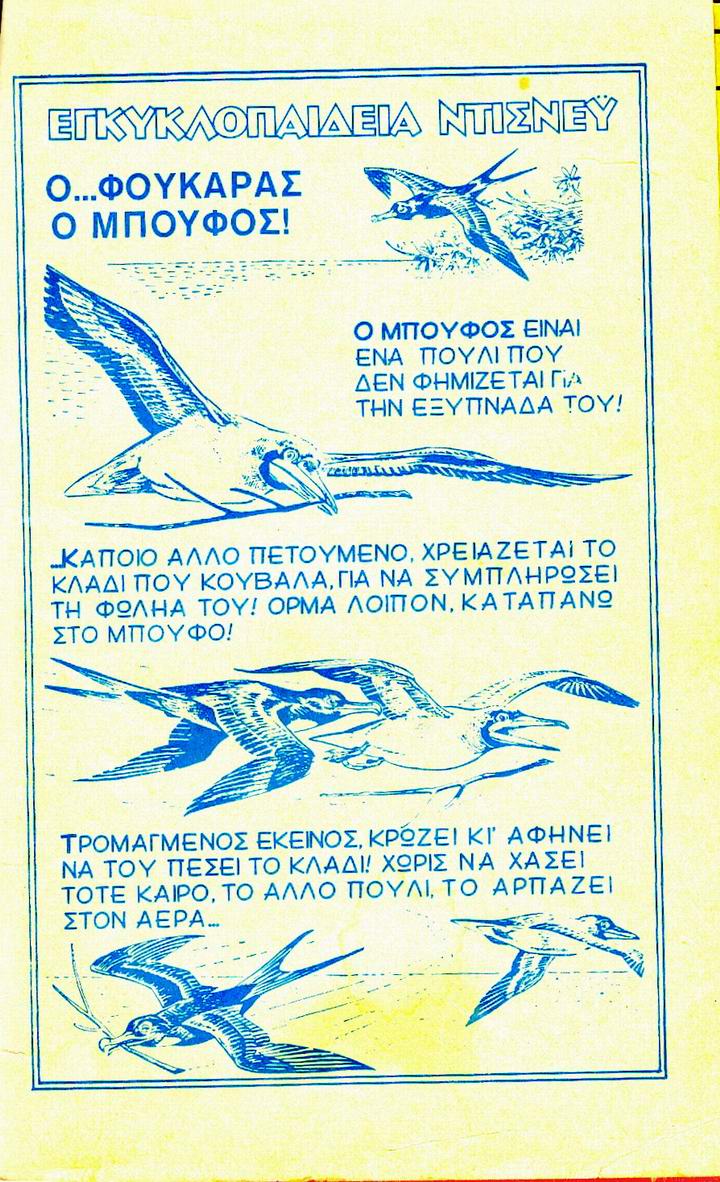 ΕΓΚΥΚΛΟΠΑΙΔΕΙΑ ΝΤΙΣΝΕΫ
Ο...ΦΟΥΚΑΡΑΣ
Ο ΜΠΟΥΦΟΣ!
Ο ΜΠΟΥΦΟΣ ΕΙΝΑΙ
ΕΝΑ ΠΟΥΛΙ ΠΟΥ
ΔΕΝ ΦΗΜΙΖΕΤΑΙ ΓΙΑ
ΤΗΝ ΕΞΥΠΝΑΔΑ ΤΟΥ!
...ΚΑΠΟΙΟ ΑΛΛΟ ΠΕΤΟΥΜΕΝΟ, ΧΡΕΙΑΖΕΤΑΙ ΤΟ
ΚΛΑΔΙ ΠΟΥ ΚΟΥΒΑΛΑ, ΓΙΑ ΝΑ ΣΥΜΠΛΗΡΩΣΕΙ
ΤΗ ΦΩΛΗΑ ΤΟΥ! ΟΡΜΑ ΛΟΙΠΟΝ, ΚΑΤΑΠΑΝΩ
ΣΤΟ ΜΠΟΥΦΟ!
ΤΡΟΜΑΓΜΕΝΟΣ ΕΚΕΙΝΟΣ, ΚΡΩΖΕΙ ΚΙ' ΑΦΗΝΕΙ
ΝΑ ΤΟΥ ΠΕΣΕΙ ΤΟ ΚΛΑΔΙ! ΧΩΡΙΣ ΝΑ ΧΑΣΕΙ
ΤΟΤΕ ΚΑΙΡΟ, ΤΟ ΑΛΛΟ ΠΟΥΛΙ, ΤΟ ΑΡΠΑΖΕΙ
ΣΤΟΝ ΑΕΡΑ...